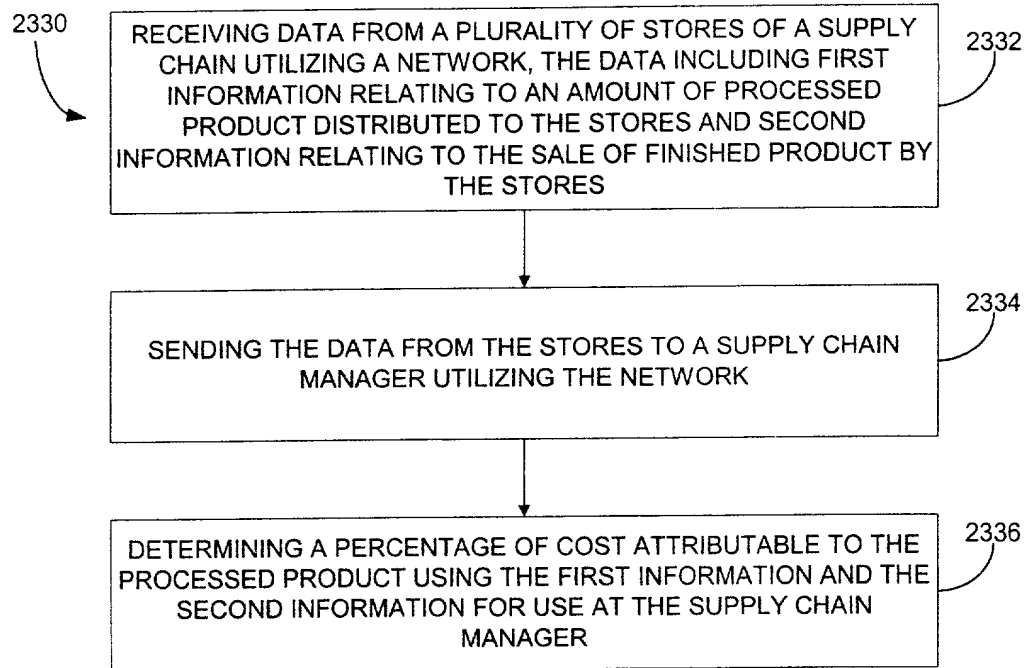 2330
RECEIVING DATA FROM A PLURALITY OF STORES OF A SUPPLY
CHAIN UTILIZING A NETWORK, THE DATA INCLUDING FIRST
INFORMATION RELATING TO AN AMOUNT OF PROCESSED
PRODUCT DISTRIBUTED TO THE STORES AND SECOND
INFORMATION RELATING TO THE SALE OF FINISHED PRODUCT BY
THE STORES
2332
SENDING THE DATA FROM THE STORES TO A SUPPLY CHAIN
MANAGER UTILIZING THE NETWORK
2334
DETERMINING A PERCENTAGE OF COST ATTRIBUTABLE TO THE
PROCESSED PRODUCT USING THE FIRST INFORMATION AND THE
SECOND INFORMATION FOR USE AT THE SUPPLY CHAIN
MANAGER
2336